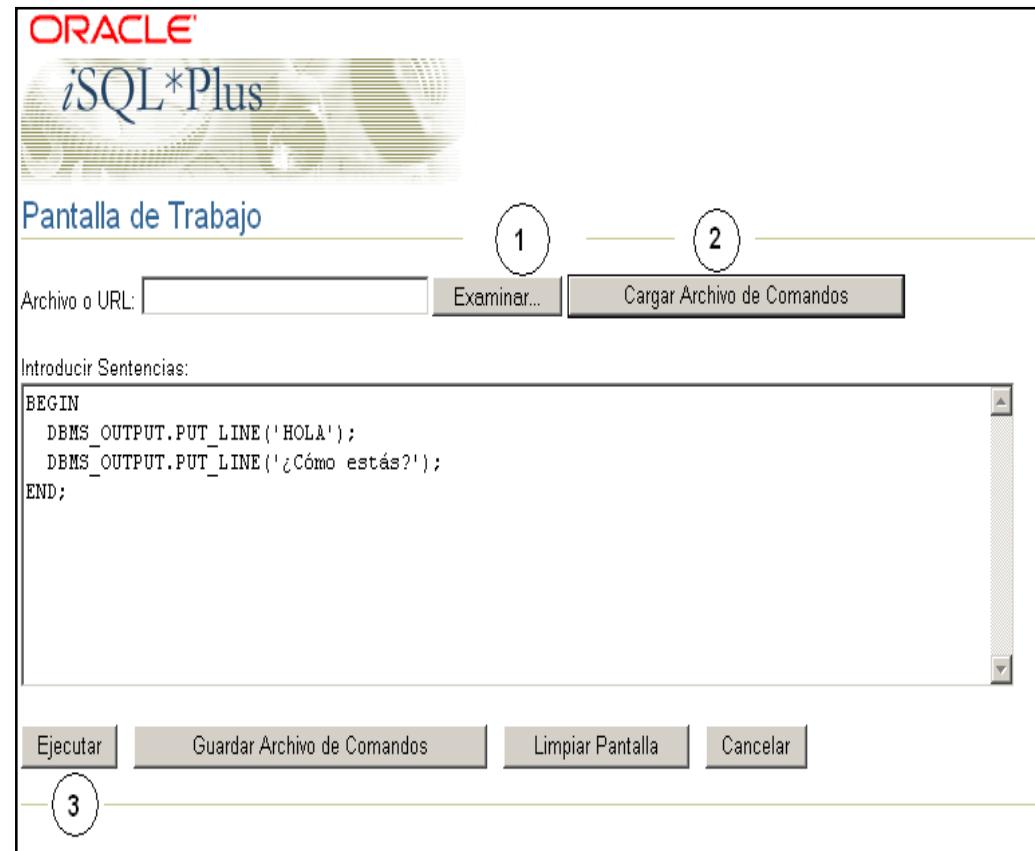 ORACLE
iSQL*Plus
Pantalla de Trabajo
1
2
Archivo o URL: Examinar... Cargar Archivo de Comandos
Introducir Sentencias:
BEGIN
DBMS_OUTPUT.PUT_LINE('HOLA');
DBMS_OUTPUT.PUT_LINE('¿Cómo estás?');
END;
Ejecutar Guardar Archivo de Comandos Limpiar Pantalla Cancelar
3